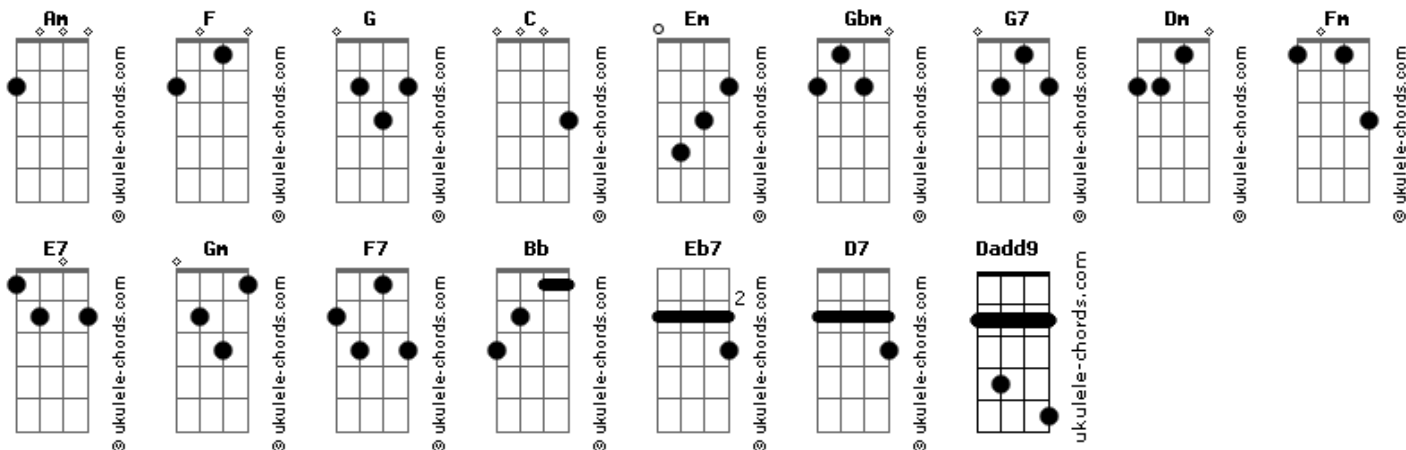 Am F G C Em Gbm G7 Dm Fm
© ukulele-chords.com © ukulele-chords.com © ukulele-chords.com © ukulele-chords.com © ukulele-chords.com © ukulele-chords.com © ukulele-chords.com © ukulele-chords.com © ukulele-chords.com
E7 Gm F7 Bb Eb7 D7 Dadd9
2
© ukulele-chords.com © ukulele-chords.com © ukulele-chords.com © ukulele-chords.com © ukulele-chords.com © ukulele-chords.com ukulele-chords.com